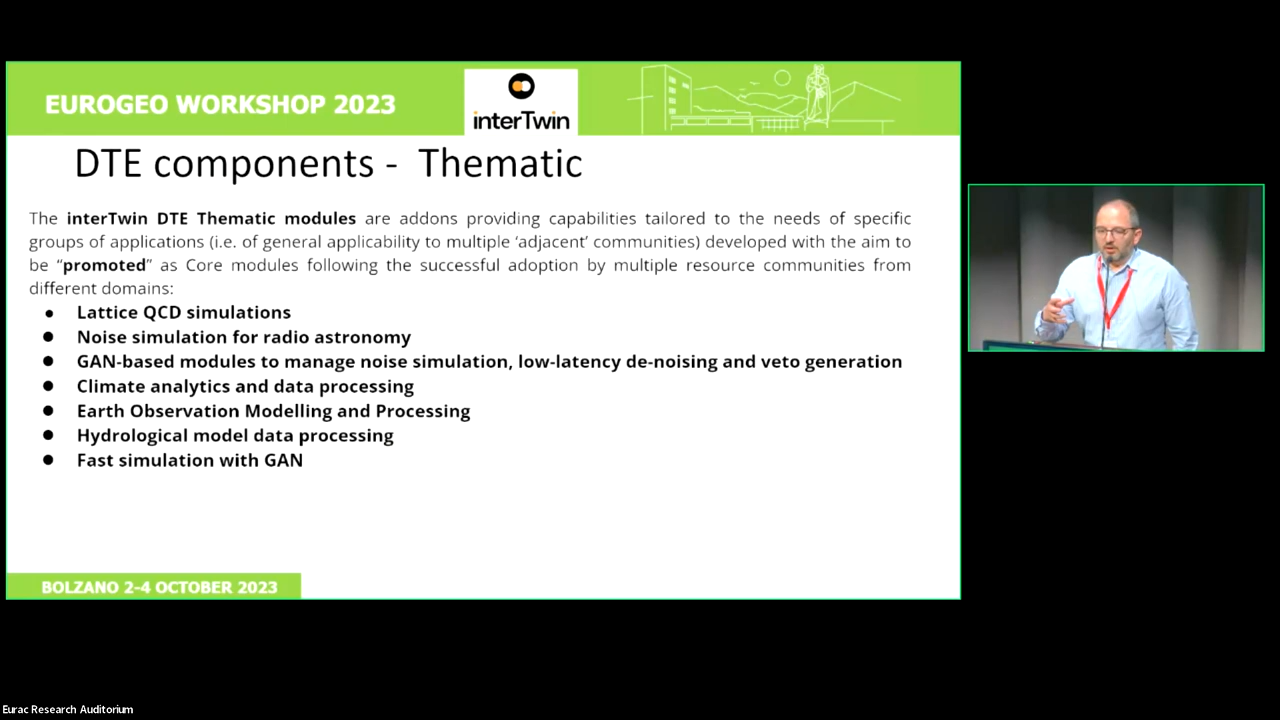 EUROGEO WORKSHOP 2023
interTwin
DTE components - Thematic
The interTwin DTE Thematic modules are addons providing capabilities tailored to the needs of specific
groups of applications (i.e. of general applicability to multiple ‘adjacent’ communities) developed with the aim to
be “promoted” as Core modules following the successful adoption by multiple resource communities from
different domains:
● Lattice QCD simulations
● Noise simulation for radio astronomy
● GAN-based modules to manage noise simulation, low-latency de-noising and veto generation
● Climate analytics and data processing
● Earth Observation Modelling and Processing
● Hydrological model data processing
● Fast simulation with GAN
BOLZANO 2-4 OCTOBER 2023
Eurac Research Auditorium